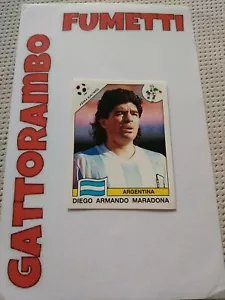 FUMETTI
GATTORAMBO
ARGENTINA
DIEGO ARMANDO MARADONA